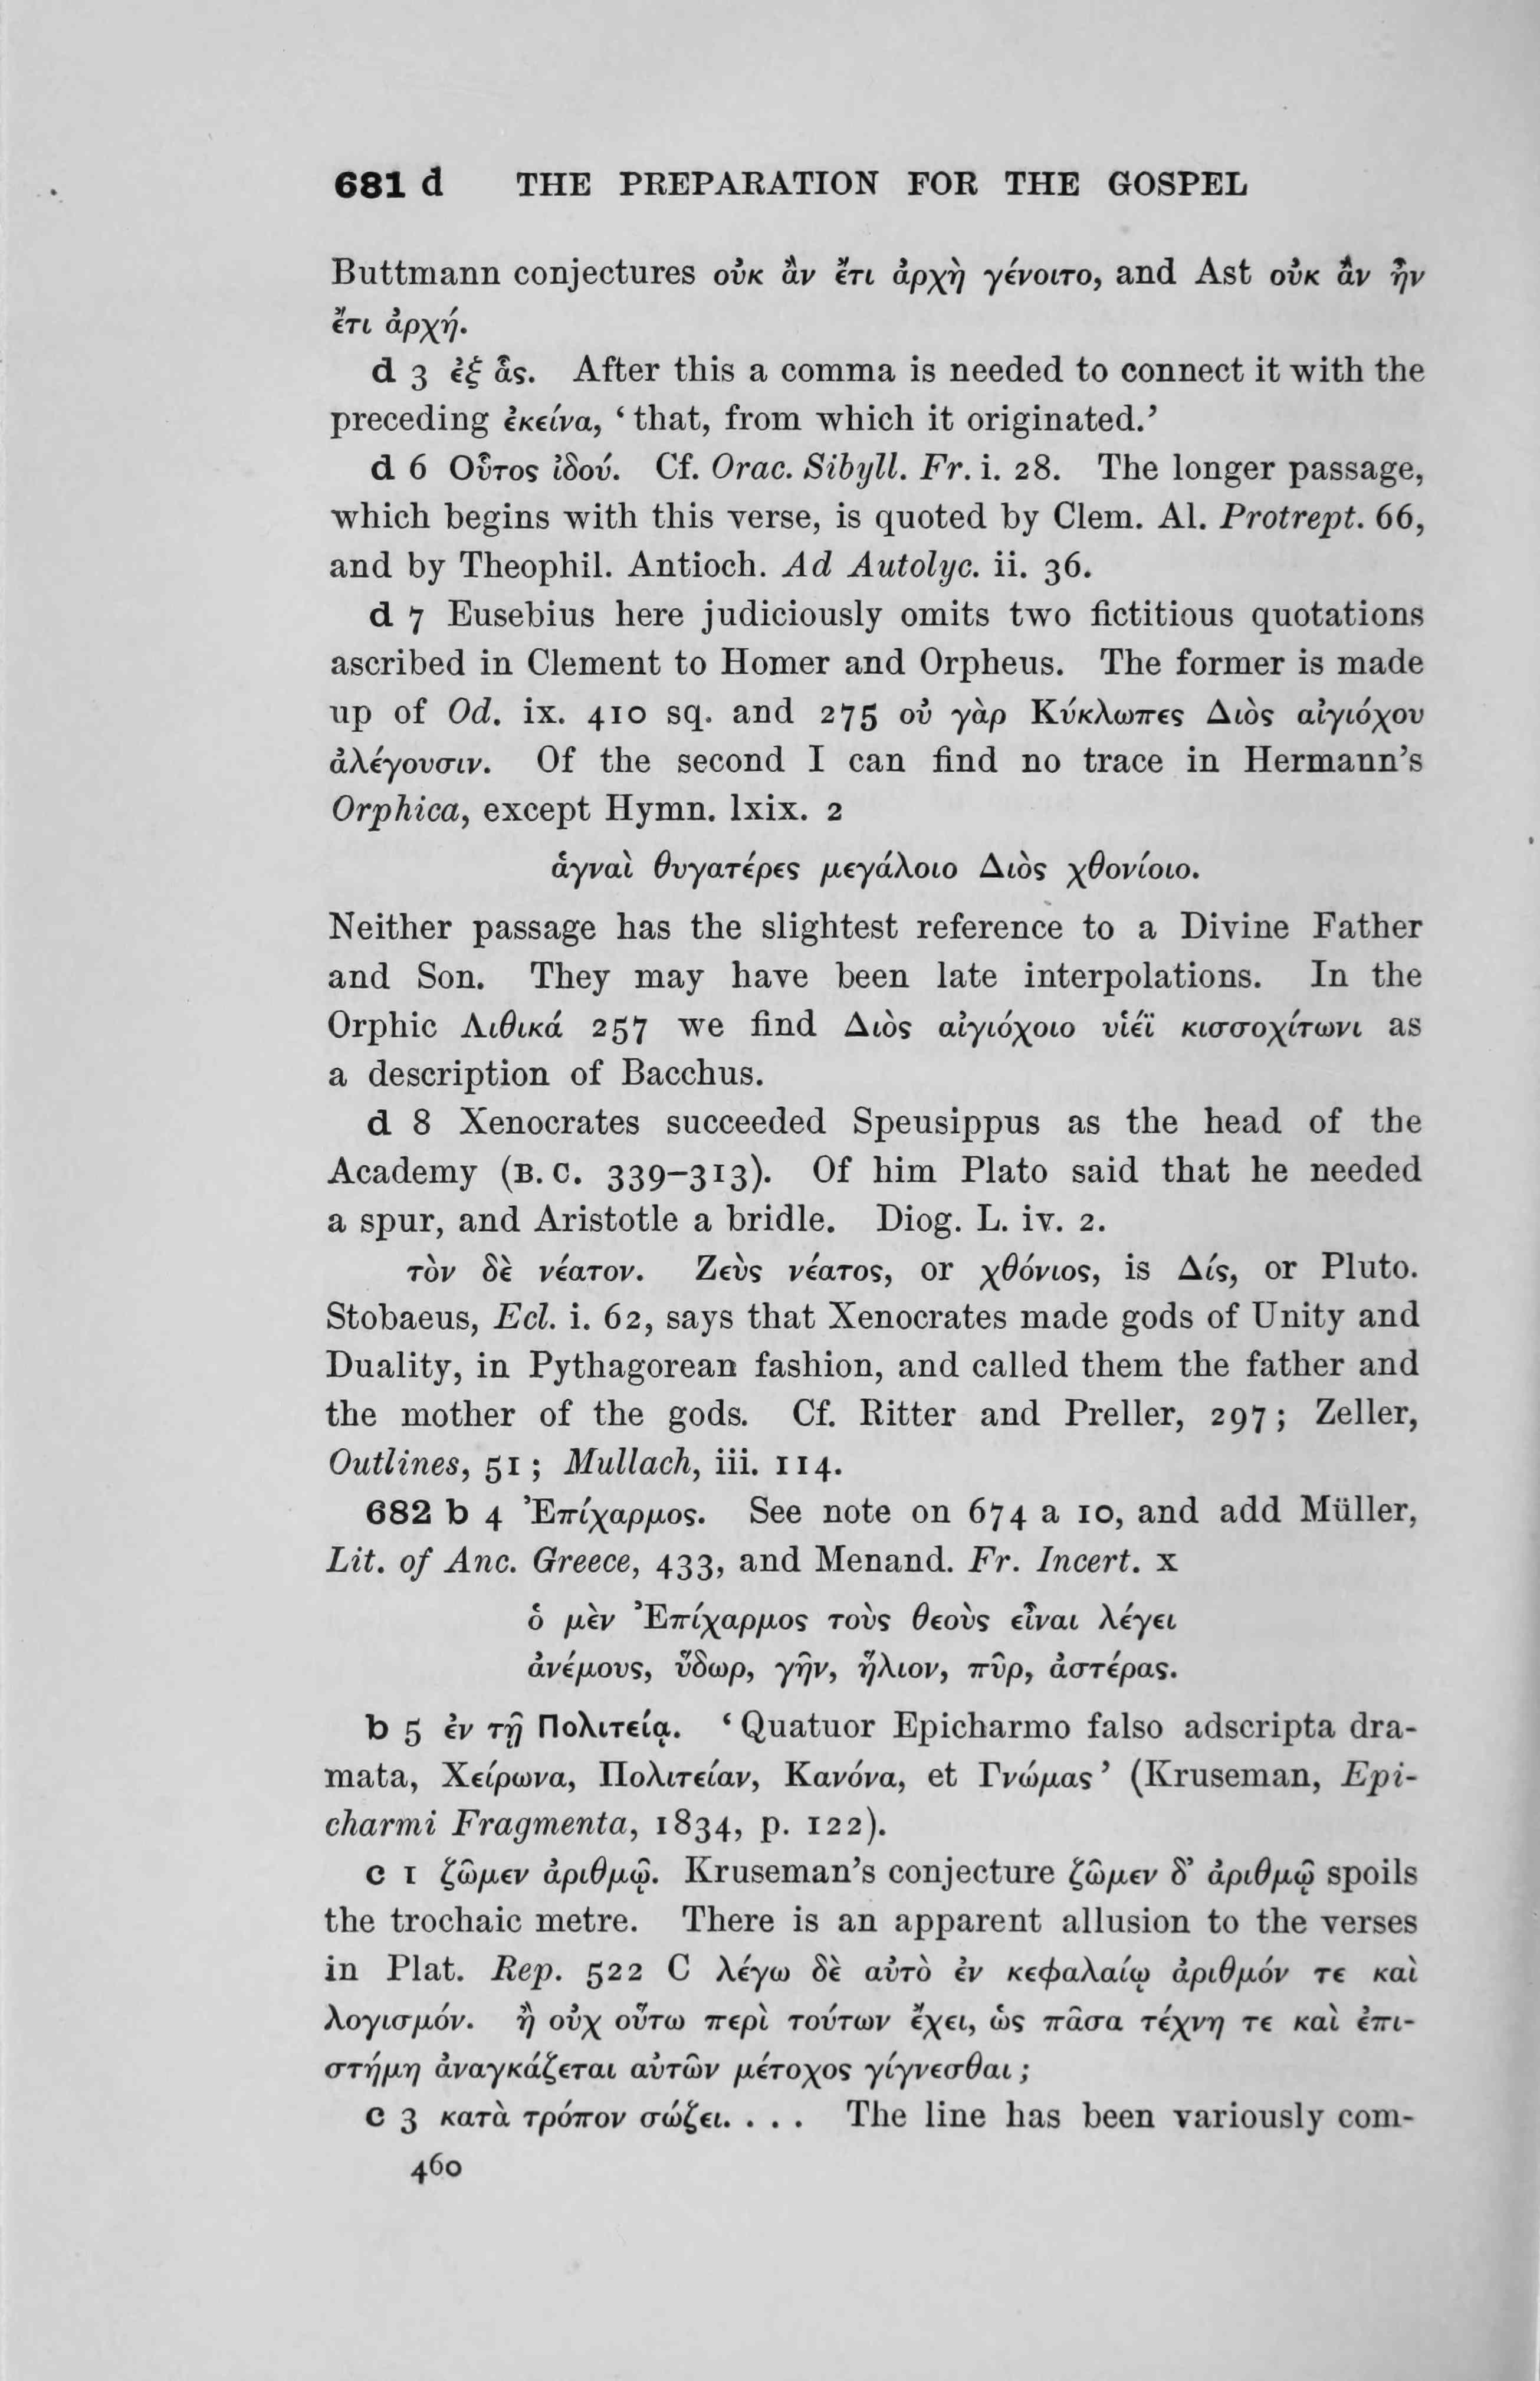 681 d THE PREPARATION FOR THE GOSPEL
Buttmann conjectures οὐκ ἂν ἔτι ἀρχὴ γένοιτο, and Ast οὐκ ἂν ἦν
ἔτι ἀρχή.
d 3 ἐξ ἇς. After this a comma is needed to connect it with the
preceding ἐκείνα, ‘ that, from which it originated.’
d 6 Οὗτος ἰδού. Cf. Orac. Sibyll. Fr. i. 28. The longer passage,
which begins with this verse, is quoted by Clem. Al. Protrept. 66,
and by Theophil. Antioch. Ad Autolyc. ii. 36.
d 7 Eusebius here judiciously omits two fictitious quotations
ascribed in Clement to Homer and Orpheus. The former is made
up of Od. ix. 410 sq. and 275 οὐ γὰρ Κύκλωπες Διὸς αἰγιόχου
ἀλέγουσιν. Of the second I can find no trace in Hermann’s
Orphica, except Hymn. lxix. 2
ἁγναὶ θυγατέρες μεγάλοιο Διὸς χθονίοιο.
Neither passage has the slightest reference to a Divine Father
and Son. They may have been late interpolations. In the
Orphic Λιθικά 257 we find Διὸς αἰγιόχοιο υἱέϊ κισσοχίτωνι as
a description of Bacchus.
d 8 Xenocrates succeeded Speusippus as the head of the
Academy (B. C. 339–313). Of him Plato said that he needed
a spur, and Aristotle a bridle. Diog. L. iv. 2.
τὸν δὲ νέατον. Ζεὺς νέατος, or χθόνιος, is Δίς, or Pluto.
Stobaeus, Ecl. i. 62, says that Xenocrates made gods of Unity and
Duality, in Pythagorean fashion, and called them the father and
the mother of the gods. Cf. Ritter and Preller, 297 ; Zeller,
Outlines, 51 ; Mullach, iii. 114.
682 b 4 Ἐπίχαρμος. See note on 674 a 10, and add Müller,
Lit. of Anc. Greece, 433, and Menand. Fr. Incert. x
ὁ μὲν Ἐπίχαρμος τοὺς θεοὺς εἶναι λέγει
ἀνέμους, ὕδωρ, γῆν, ἥλιον, πῦρ, ἀστέρας.
b 5 ἐν τῇ Πολιτείᾳ. ‘ Quatuor Epicharmo falso adscripta dra-
mata, Χείρωνα, Πολιτείαν, Κανόνα, et Γνώμας ’ (Kruseman, Epi-
charmi Fragmenta, 1834, p. 122).
c 1 ζῶμεν ἀριθμῷ. Kruseman’s conjecture ζῶμεν δ’ ἀριθμῷ spoils
the trochaic metre. There is an apparent allusion to the verses
in Plat. Rep. 522 C λέγω δὲ αὐτὸ ἐν κεφαλαίῳ ἀριθμόν τε καὶ
λογισμόν. ἢ οὐχ οὕτω περὶ τούτων ἔχει, ὡς πᾶσα τέχνη τε καὶ ἐπι-
στήμη ἀναγκάζεται αὐτῶν μέτοχος γίγνεσθαι ;
c 3 κατὰ τρόπον σώζει. . . . The line has been variously com-
460